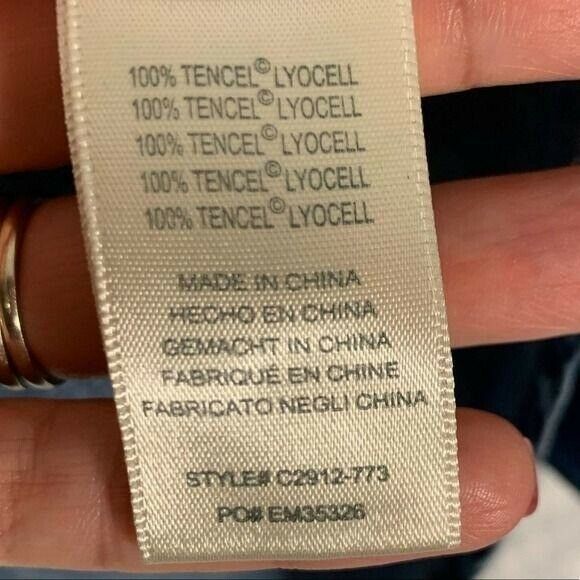 100% TENCEL© LYOCELL
100% TENCEL© LYOCELL
100% TENCEL© LYOCELL
100% TENCEL© LYOCELL
100% TENCEL© LYOCELL
MADE IN CHINA
HECHO EN CHINA
GEMACHT IN CHINA
FABRIQUÉ EN CHINE
FABRICATO NEGLI CHINA
STYLE# C2912-773
PO# EM35326